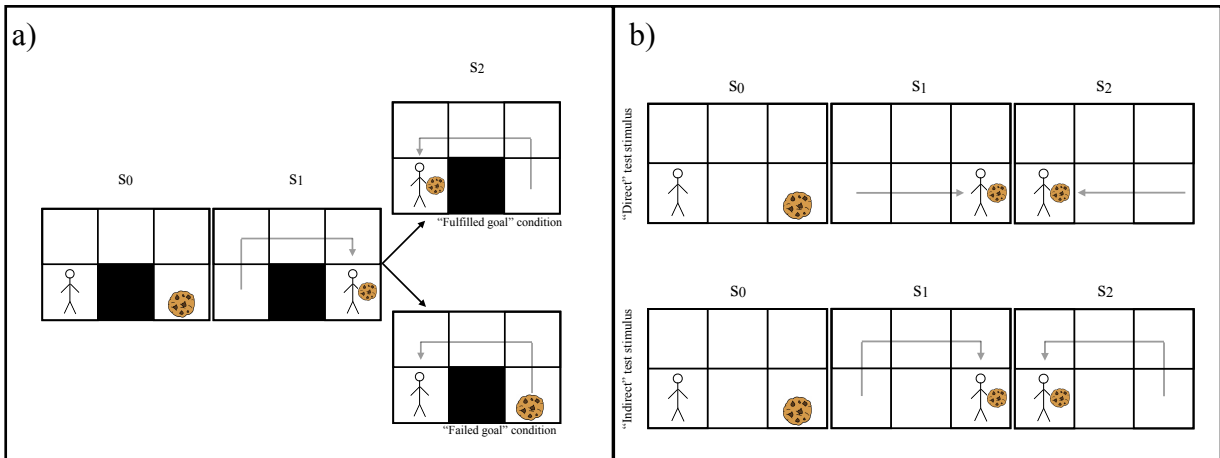 a)
S2
"Fulfilled goal" condition
S0
S1
"Failed goal" condition
b)
S0
S1
S2
"Direct" test stimulus
S0
S1
S2
"Indirect" test stimulus